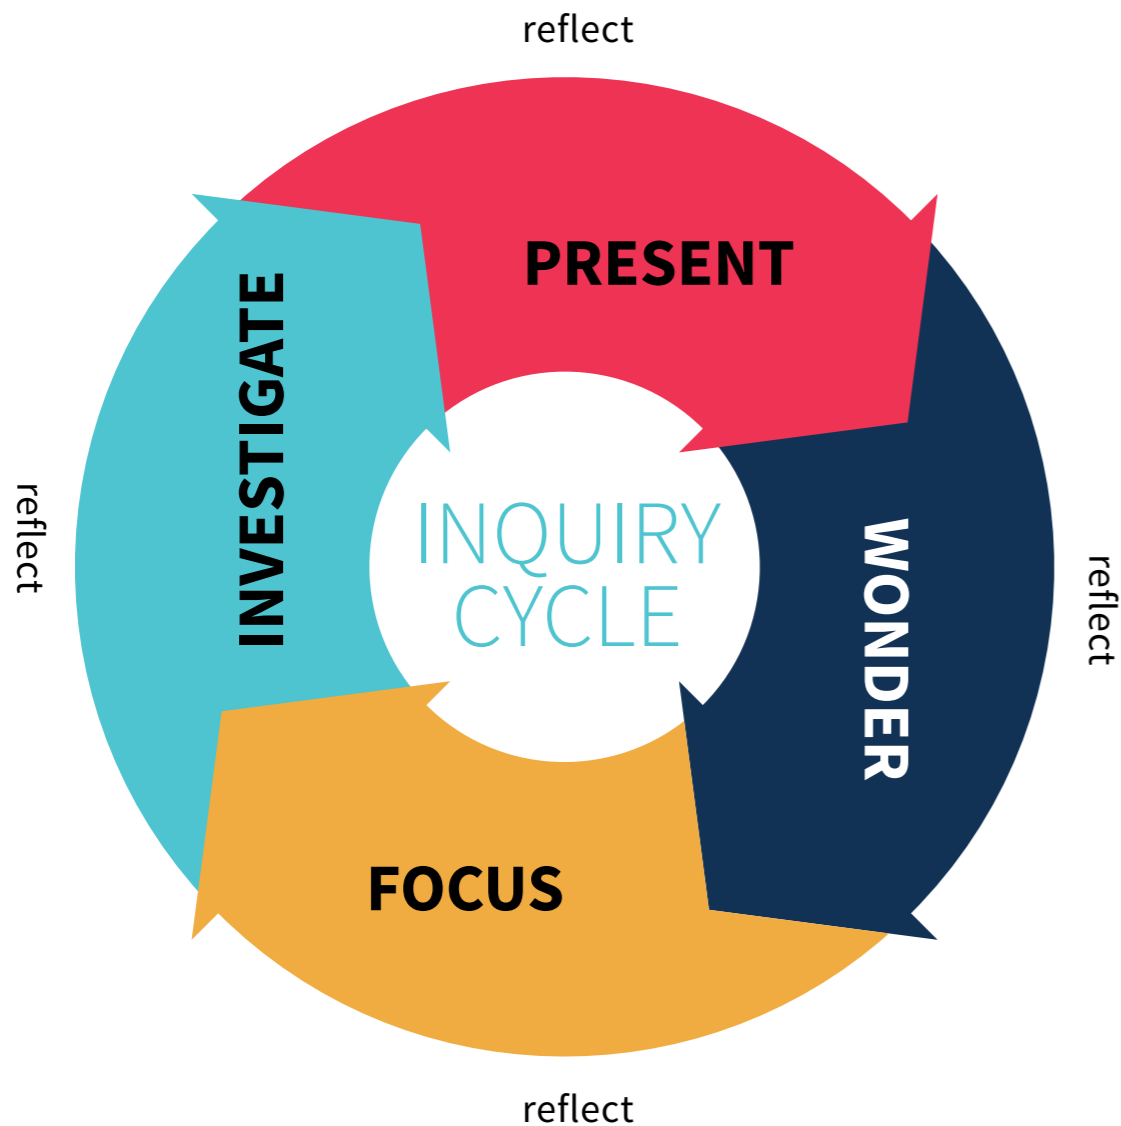 reflect
PRESENT
INVESTIGATE
reflect
INQUIRY
CYCLE
WONDER
reflect
FOCUS
reflect